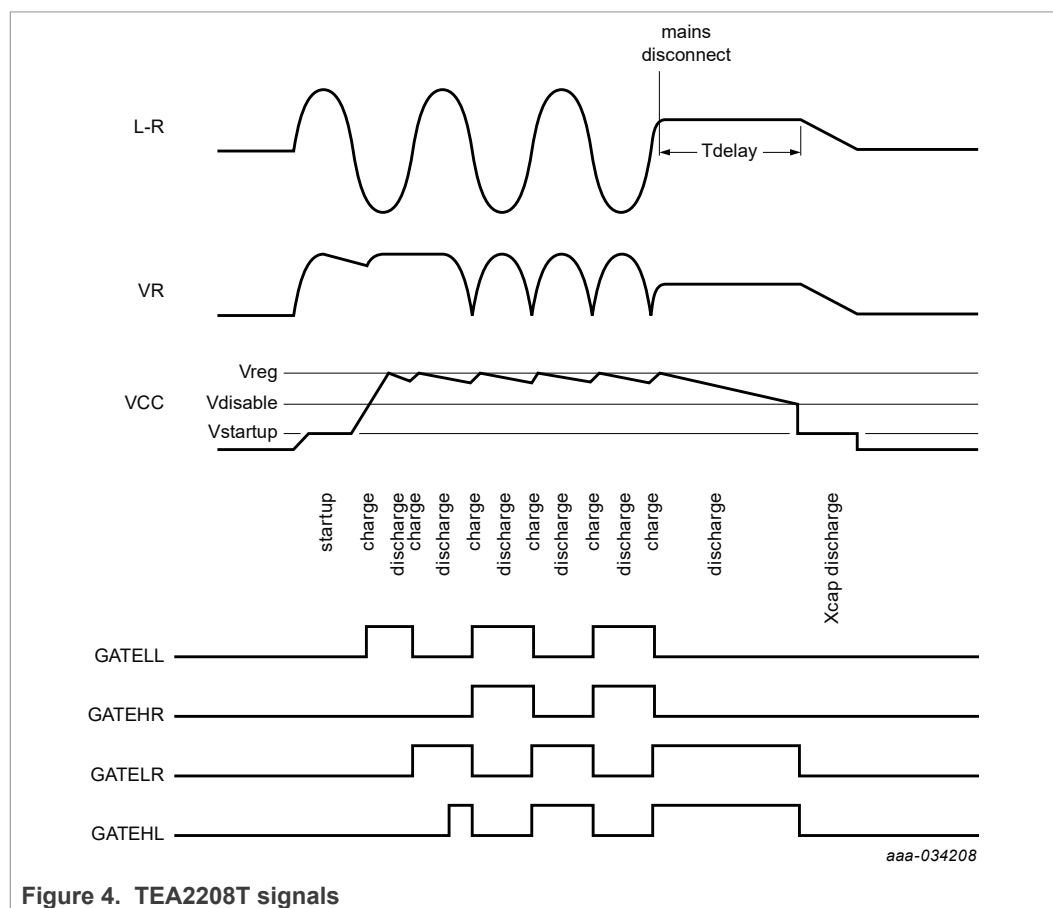 mains
disconnect
L-R
Tdelay
VR
Vreg
VCC
Vdisable
Vstartup
startup
charge
discharge
charge
discharge
charge
discharge
charge
discharge
charge
discharge
charge
discharge
Xcap discharge
GATELL
GATEHR
GATELR
GATEHL
aaa-034208
Figure 4. TEA2208T signals